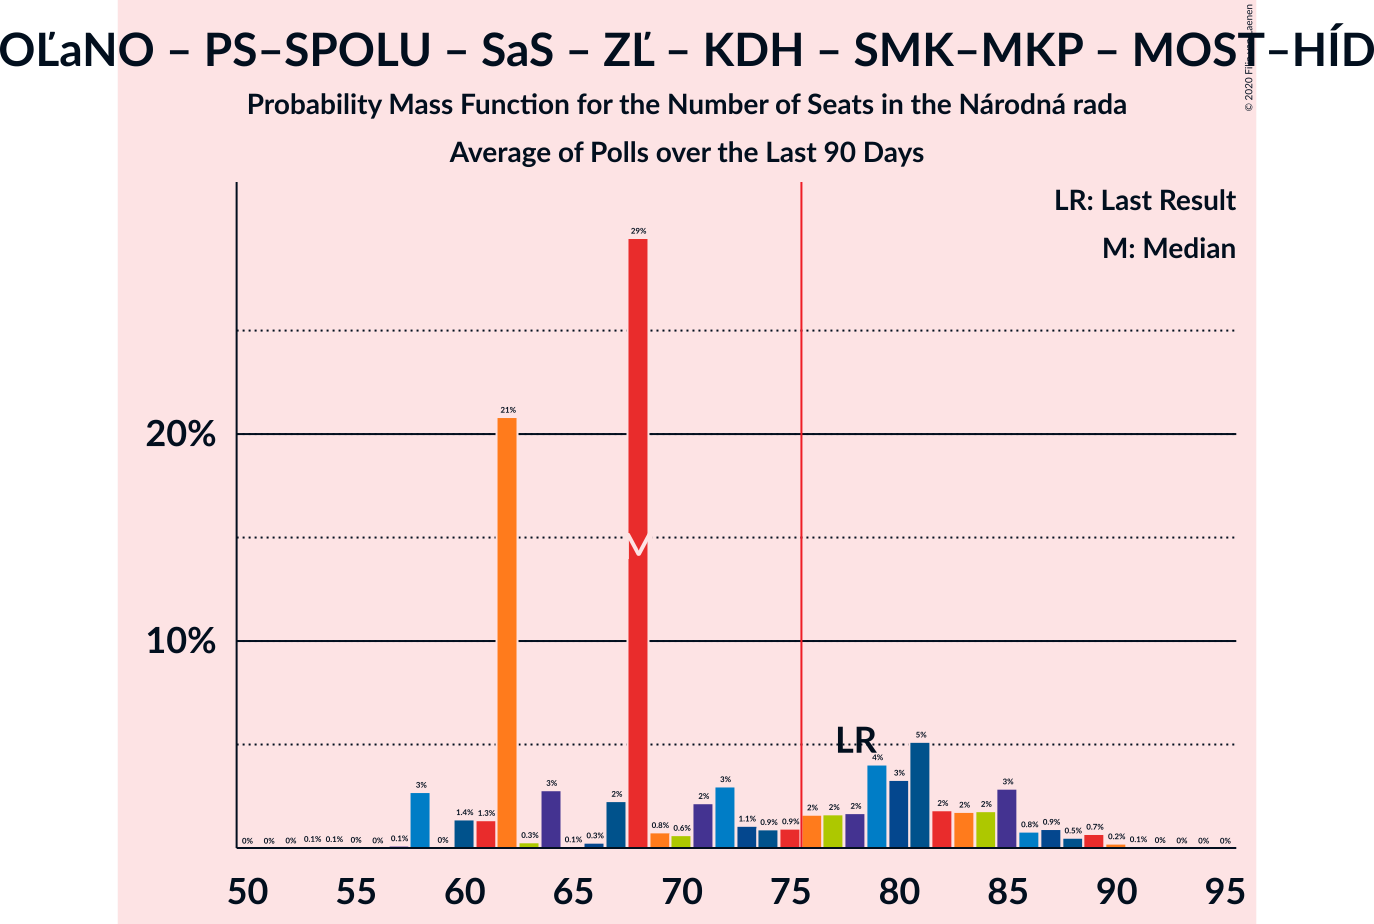 OĽaNO – PS–SPOLU – SaS – ZĽ – KDH – SMK–MKP – MOST–HÍD
Probability Mass Function for the Number of Seats in the Národná rada
Average of Polls over the Last 90 Days
LR: Last Result
M: Median
29%
21%
20%
10%
M
LR
0% 0% 0% 0.1% 0.1% 0% 0% 0.1% 3% 0% 1.4% 1.3% 0.3% 3% 0.1% 0.3% 2% 0.8% 0.6% 2% 3% 1.1% 0.9% 0.9% 2% 2% 2% 4% 3% 5% 2% 2% 2% 3% 0.8% 0.9% 0.5% 0.7% 0.2% 0.1% 0% 0% 0% 0%
50 55 60 65 70 75 80 85 90 95
© 2020